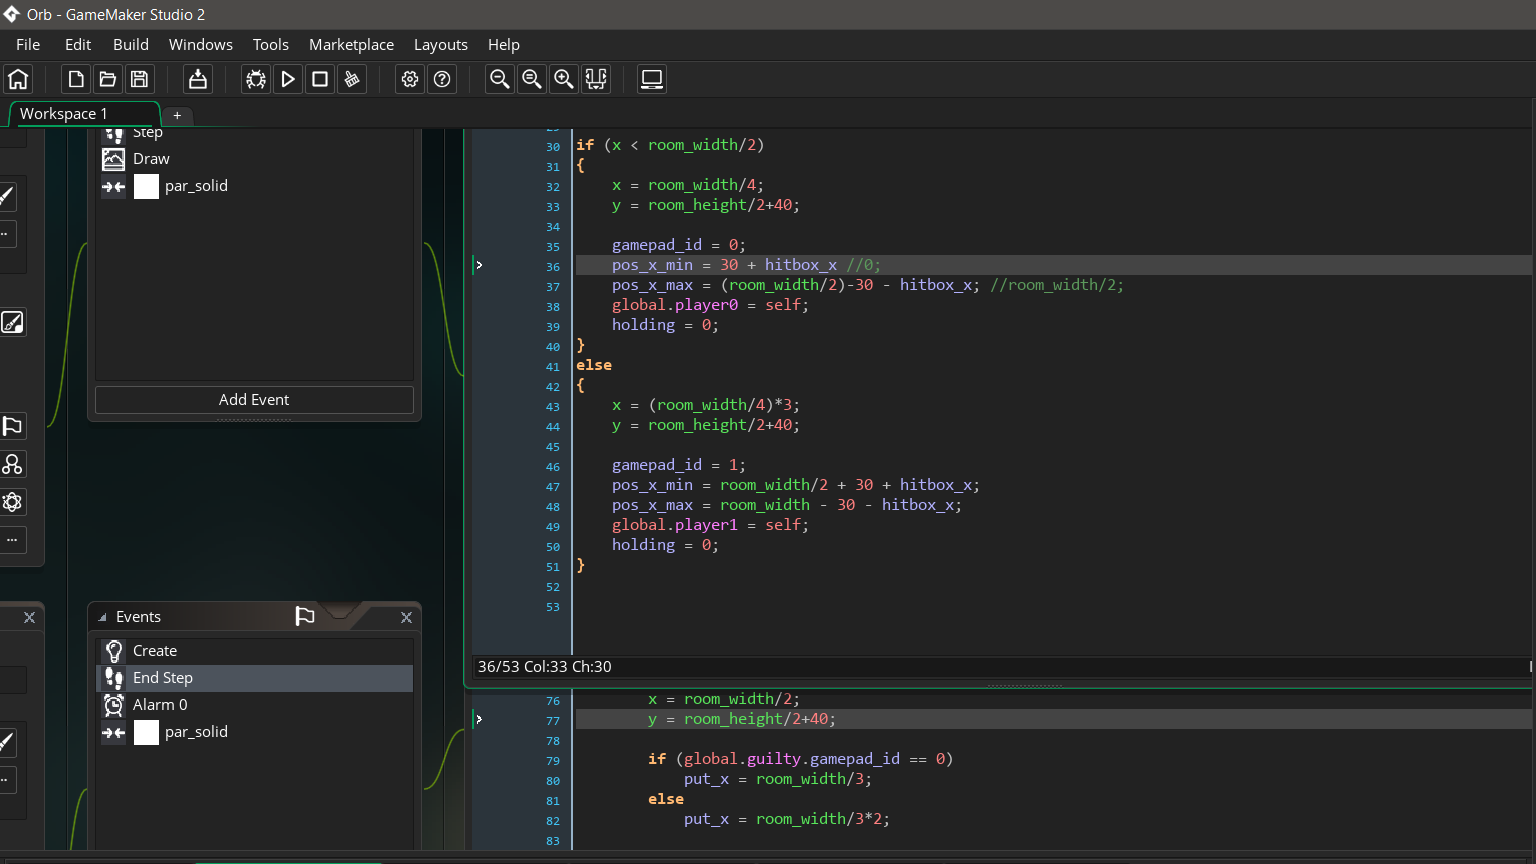 Orb - GameMaker Studio 2
File Edit Build Windows Tools Marketplace Layouts Help
Workspace 1 +
Step
Draw
par_solid
Add Event
30 if (x < room_width/2)
31 {
32 x = room_width/4;
33 y = room_height/2+40;
34
35 gamepad_id = 0;
36 pos_x_min = 30 + hitbox_x //0;
37 pos_x_max = (room_width/2)-30 - hitbox_x; //room_width/2;
38 global.player0 = self;
39 holding = 0;
40 }
41 else
42 {
43 x = (room_width/4)*3;
44 y = room_height/2+40;
45
46 gamepad_id = 1;
47 pos_x_min = room_width/2 + 30 + hitbox_x;
48 pos_x_max = room_width - 30 - hitbox_x;
49 global.player1 = self;
50 holding = 0;
51 }
52
53
36/53 Col:33 Ch:30
Events
Create
End Step
Alarm 0
par_solid
76 x = room_width/2;
77 y = room_height/2+40;
78
79 if (global.guilty.gamepad_id == 0)
80 put_x = room_width/3;
81 else
82 put_x = room_width/3*2;
83